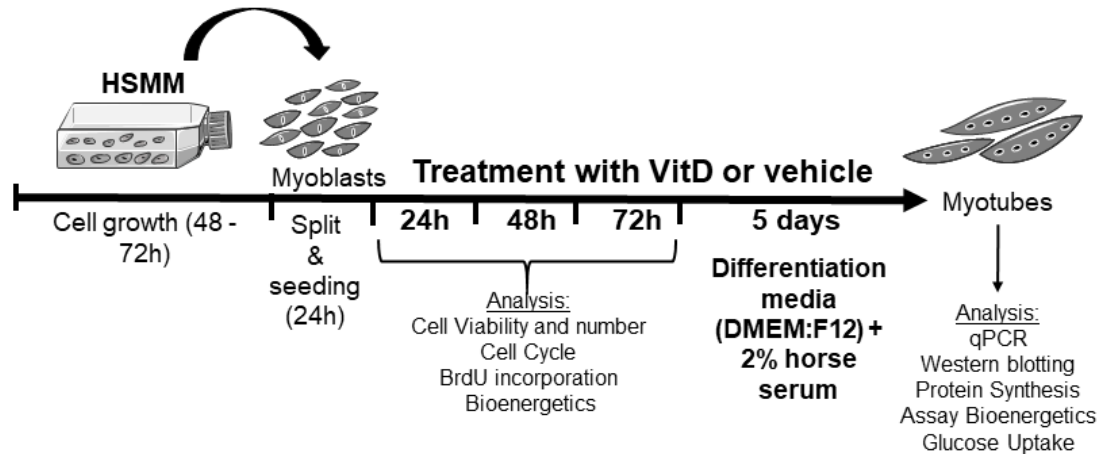 HSMM
Myoblasts
Treatment with VitD or vehicle
Myotubes
Cell growth (48 -
72h)
Split
&
seeding
(24h)
24h
48h
72h
5 days
Analysis:
Cell Viability and number
Cell Cycle
BrdU incorporation
Bioenergetics
Differentiation
media
(DMEM:F12) +
2% horse
serum
Analysis:
qPCR
Western blotting
Protein Synthesis
Assay Bioenergetics
Glucose Uptake